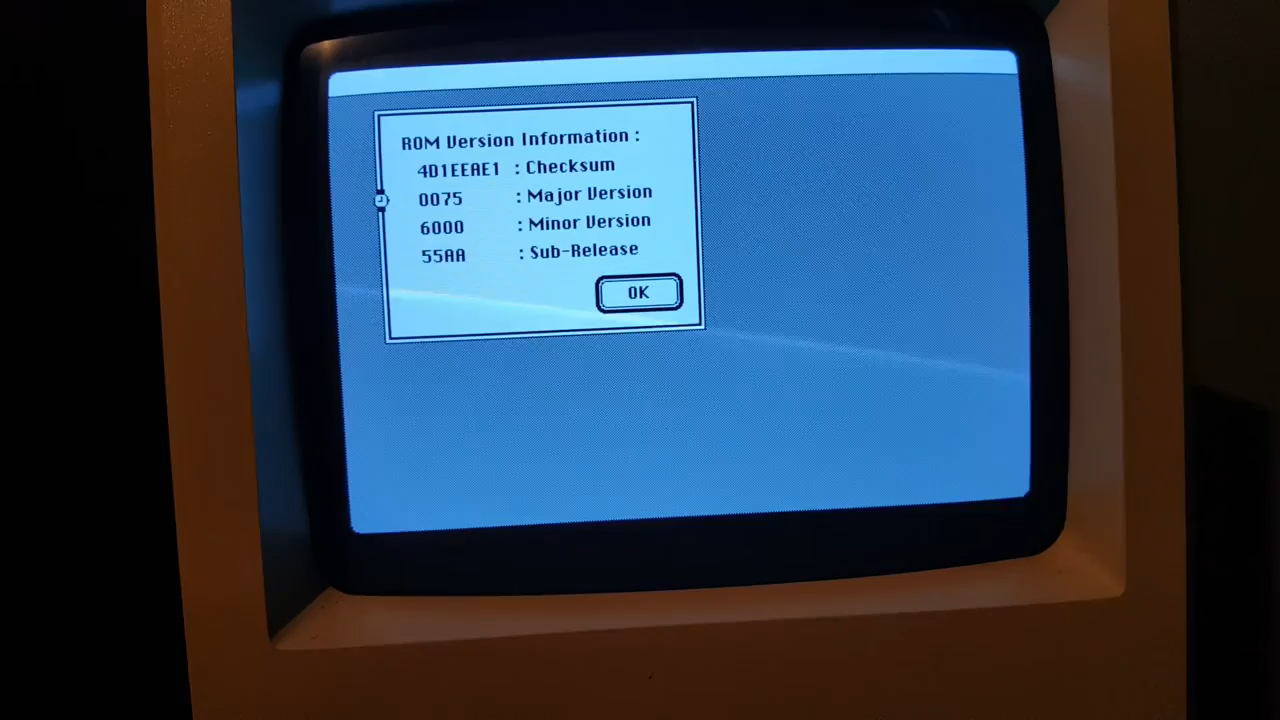 ROM Version Information :
4D1EEAE1 : Checksum
0075 : Major Version
6000 : Minor Version
55AA : Sub-Release
OK